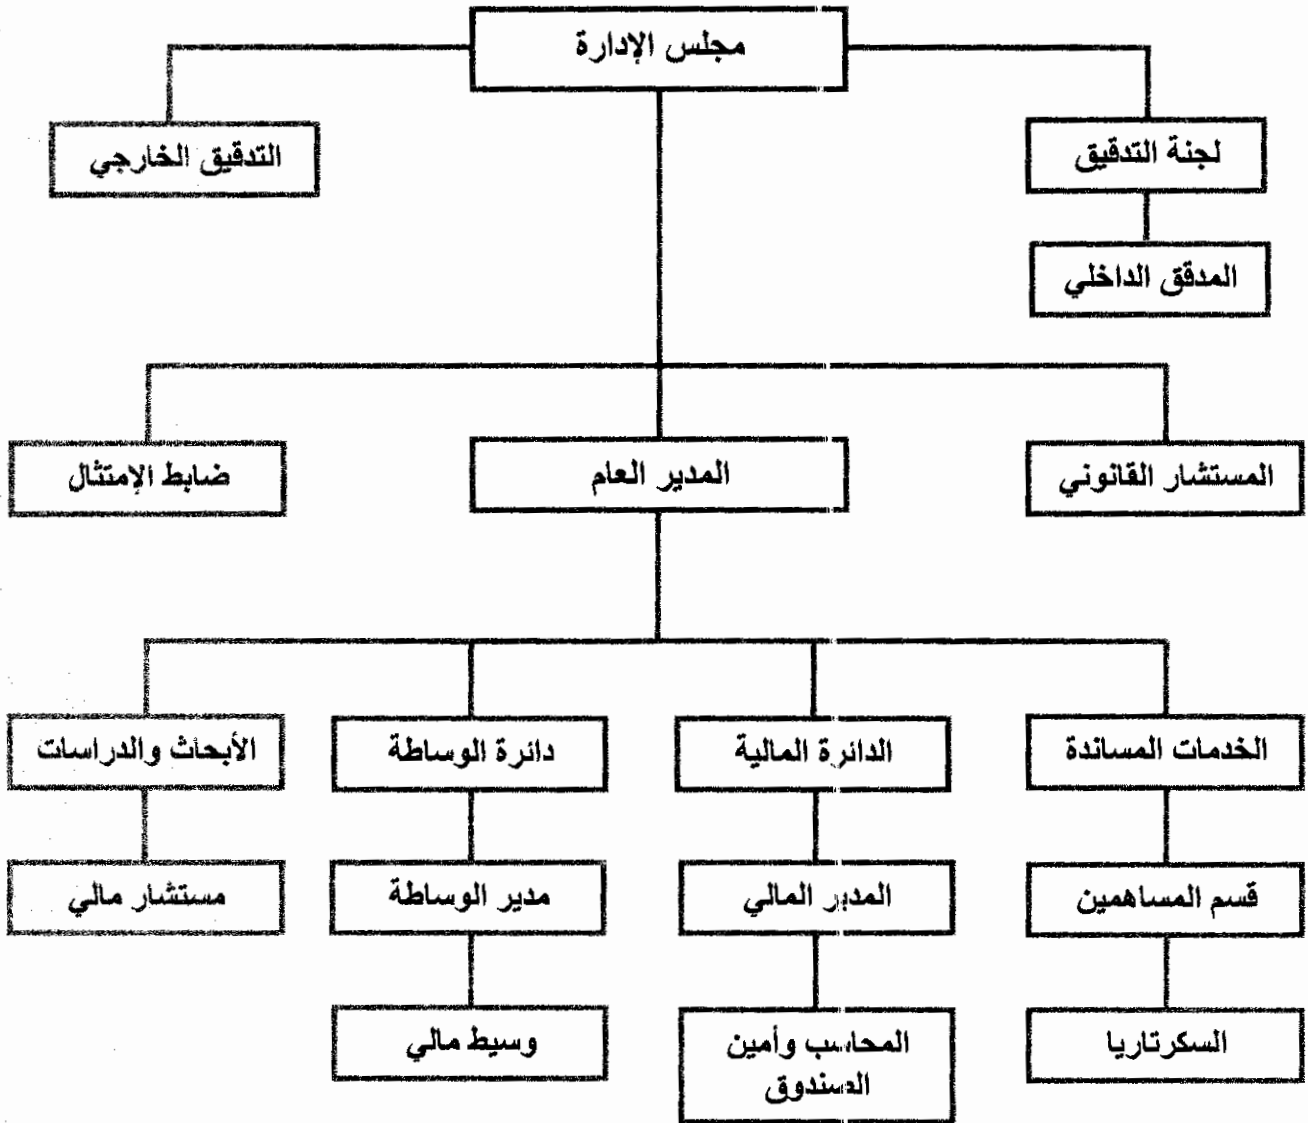 مجلس الإدارة
لجنة التدقيق
التدقيق الخارجي
المدقق الداخلي
المستشار القانوني
المدير العام
ضابط الإمتثال
الخدمات المساندة
الدائرة المالية
دائرة الوساطة
الأبحاث والدراسات
قسم المساهمين
المدير المالي
مدير الوساطة
مستشار مالي
السكرتاريا
المحاسب وأمين
الصندوق
وسيط مالي